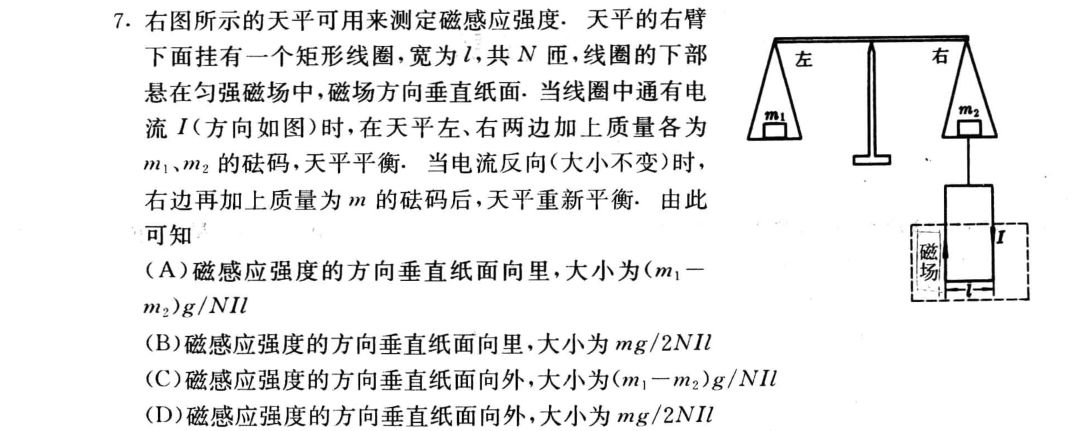 7. 右图所示的天平可用来测定磁感应强度. 天平的右臂
下面挂有一个矩形线圈,宽为l,共N匝,线圈的下部
悬在匀强磁场中,磁场方向垂直纸面. 当线圈中通有电
流I(方向如图)时,在天平左、右两边加上质量各为
m₁、m₂的砝码,天平平衡. 当电流反向(大小不变)时,
右边再加上质量为m的砝码后,天平重新平衡. 由此
可知
(A)磁感应强度的方向垂直纸面向里,大小为(m₁-
m₂)g/NIl
(B)磁感应强度的方向垂直纸面向里,大小为mg/2NIl
(C)磁感应强度的方向垂直纸面向外,大小为(m₁-m₂)g/NIl
(D)磁感应强度的方向垂直纸面向外,大小为mg/2NIl
左
右
m₁
m₂
I
磁
场
l